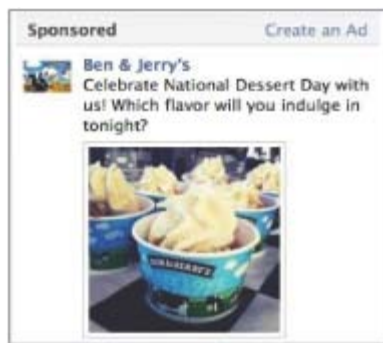 Sponsored Create an Ad
Ben & Jerry's
Celebrate National Dessert Day with
us! Which flavor will you indulge in
tonight?
BEN&JERRY'S